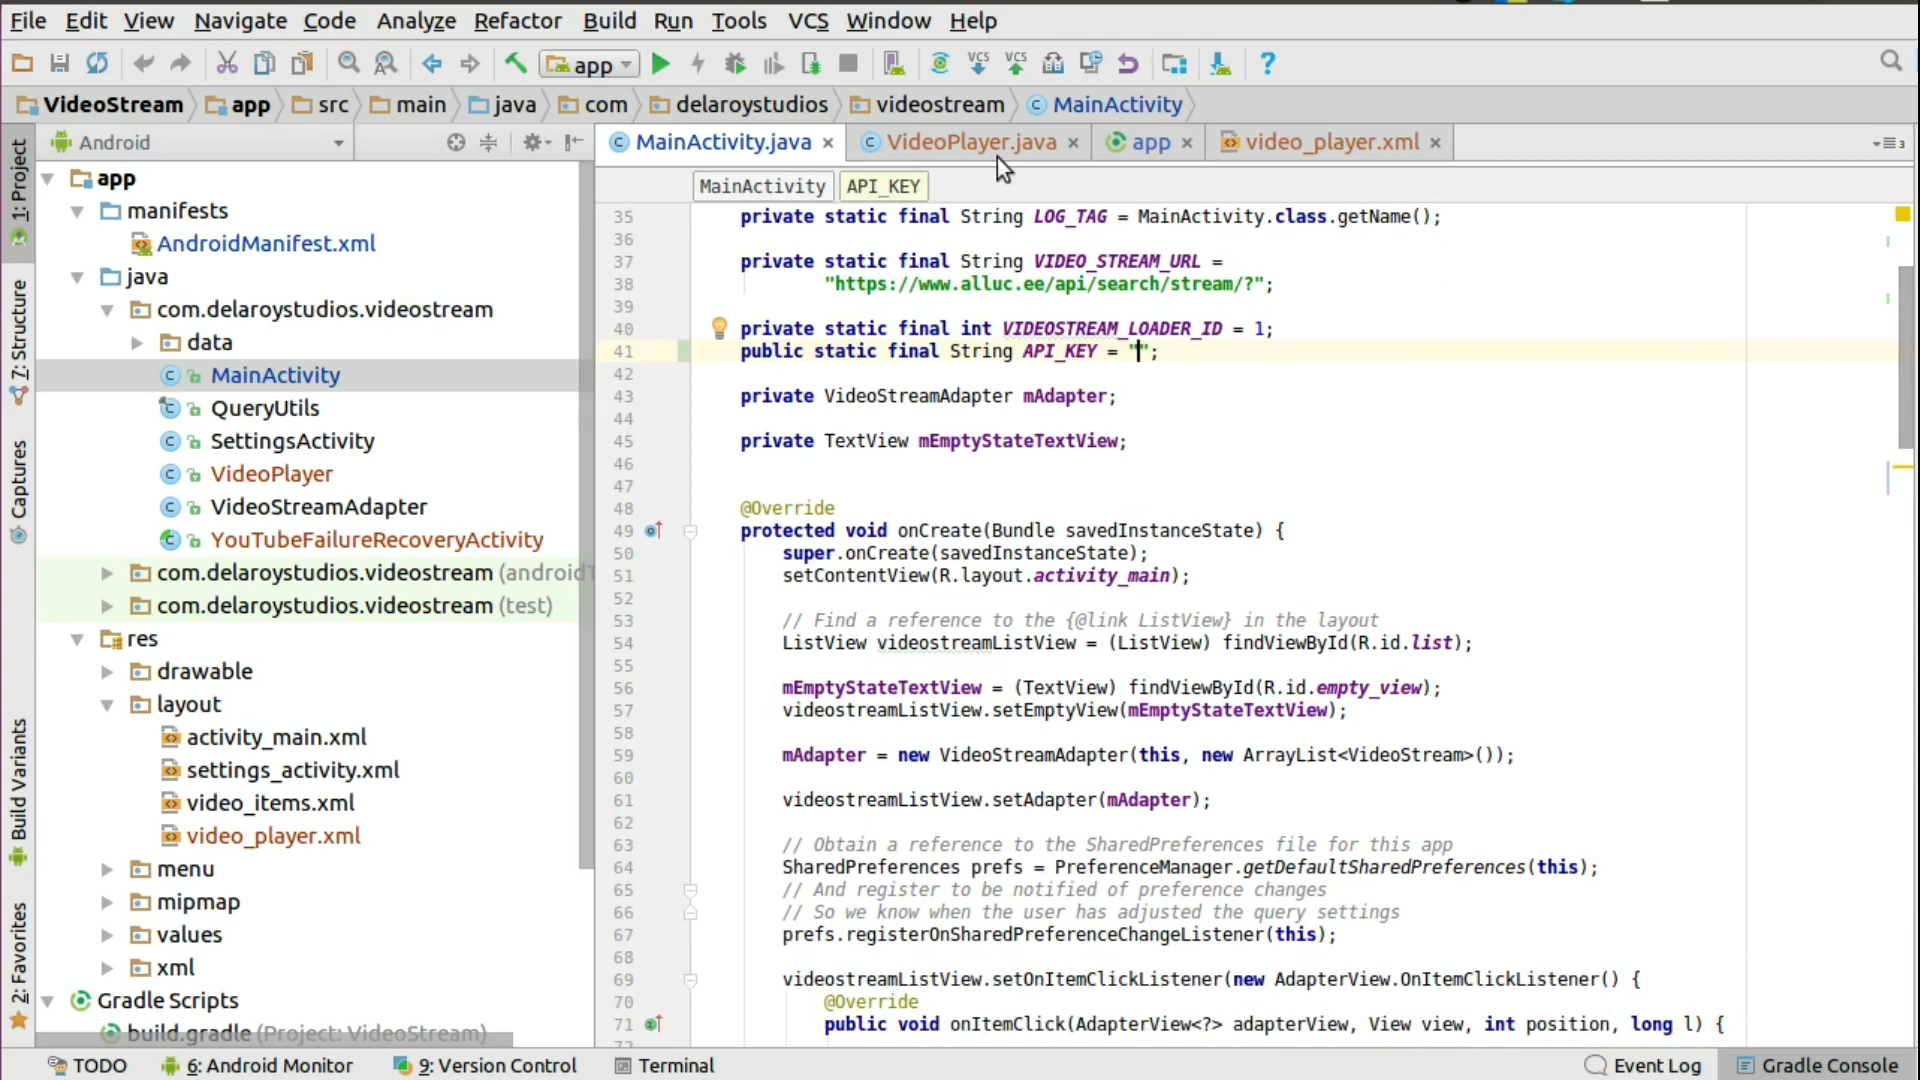 File Edit View Navigate Code Analyze Refactor Build Run Tools VCS Window Help
app VCS VCS ?
VideoStream app src main java com delaroystudios videostream MainActivity
Android
MainActivity.java VideoPlayer.java app video_player.xml
MainActivity API_KEY
1: Project
7: Structure
Captures
Build Variants
2: Favorites
app
manifests
AndroidManifest.xml
java
com.delaroystudios.videostream
data
MainActivity
QueryUtils
SettingsActivity
VideoPlayer
VideoStreamAdapter
YouTubeFailureRecoveryActivity
com.delaroystudios.videostream (androidT
com.delaroystudios.videostream (test)
res
drawable
layout
activity_main.xml
settings_activity.xml
video_items.xml
video_player.xml
menu
mipmap
values
xml
Gradle Scripts
build.gradle (Project: VideoStream)
35 private static final String LOG_TAG = MainActivity.class.getName();
36
37 private static final String VIDEO_STREAM_URL =
38 "https://www.alluc.ee/api/search/stream/?";
39
40 private static final int VIDEOSTREAM_LOADER_ID = 1;
41 public static final String API_KEY = "";
42
43 private VideoStreamAdapter mAdapter;
44
45 private TextView mEmptyStateTextView;
46
47
48 @Override
49 protected void onCreate(Bundle savedInstanceState) {
50 super.onCreate(savedInstanceState);
51 setContentView(R.layout.activity_main);
52
53 // Find a reference to the {@link ListView} in the layout
54 ListView videostreamListView = (ListView) findViewById(R.id.list);
55
56 mEmptyStateTextView = (TextView) findViewById(R.id.empty_view);
57 videostreamListView.setEmptyView(mEmptyStateTextView);
58
59 mAdapter = new VideoStreamAdapter(this, new ArrayList<VideoStream>());
60
61 videostreamListView.setAdapter(mAdapter);
62
63 // Obtain a reference to the SharedPreferences file for this app
64 SharedPreferences prefs = PreferenceManager.getDefaultSharedPreferences(this);
65 // And register to be notified of preference changes
66 // So we know when the user has adjusted the query settings
67 prefs.registerOnSharedPreferenceChangeListener(this);
68
69 videostreamListView.setOnItemClickListener(new AdapterView.OnItemClickListener() {
70 @Override
71 public void onItemClick(AdapterView<?> adapterView, View view, int position, long l) {
TODO 6: Android Monitor 9: Version Control Terminal Event Log Gradle Console